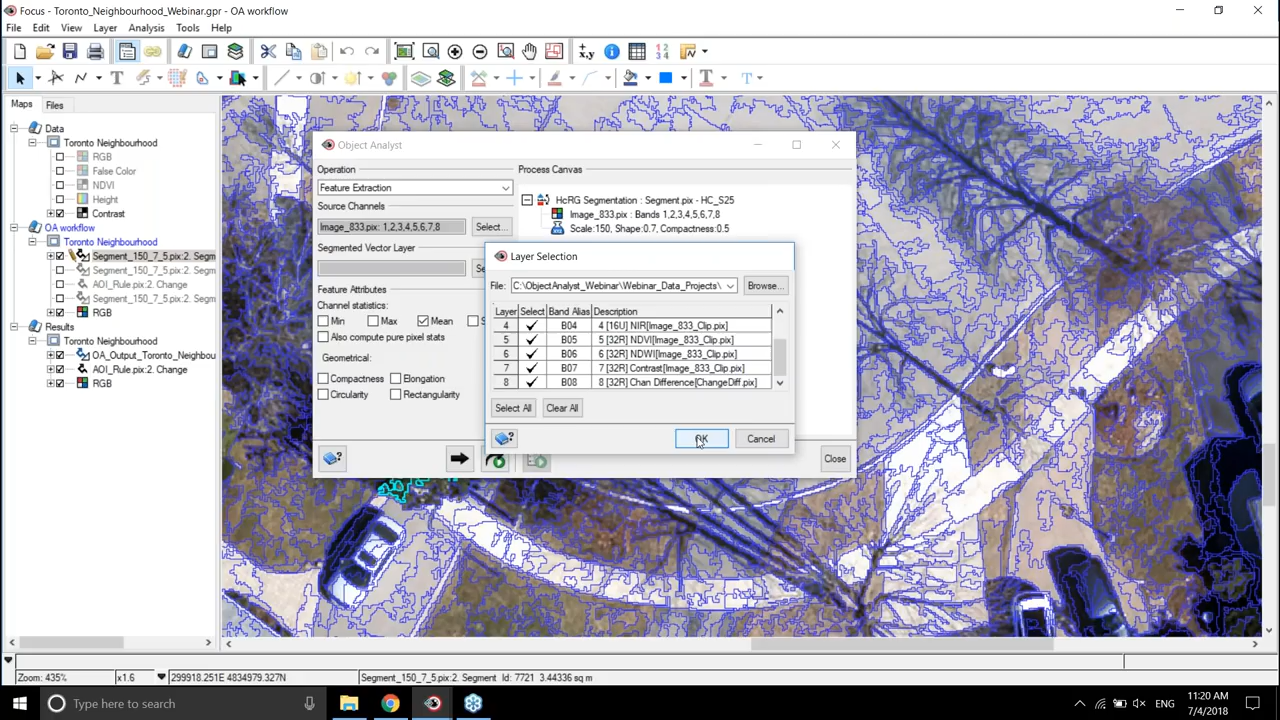 Focus - Toronto_Neighbourhood_Webinar.gpr - OA workflow
File Edit View Layer Analysis Tools Help
Maps Files
Data
Toronto Neighbourhood
RGB
False Color
NDVI
Height
Contrast
OA workflow
Toronto Neighbourhood
Segment_150_7_5.pix:2. Segm
Segment_150_7_5.pix:2. Segm
AOI_Rule.pix:2. Change
Segment_150_7_5.pix:2. Segm
RGB
Results
Toronto Neighbourhood
OA_Output_Toronto_Neighbou
AOI_Rule.pix:2. Change
RGB
Object Analyst
Operation
Feature Extraction
Source Channels
Image_833.pix: 1,2,3,4,5,6,7,8 Select...
Segmented Vector Layer
Se
Feature Attributes
Channel statistics:
Min Max Mean S
Also compute pure pixel stats
Geometrical:
Compactness Elongation
Circularity Rectangularity
Process Canvas
HcRG Segmentation : Segment.pix - HC_S25
Image_833.pix : Bands 1,2,3,4,5,6,7,8
Scale:150, Shape:0.7, Compactness:0.5
Close
Layer Selection
File: C:\ObjectAnalyst_Webinar\Webinar_Data_Projects\ Browse...
Layer Select Band Alias Description
4 B04 4 [16U] NIR[Image_833_Clip.pix]
5 B05 5 [32R] NDVI[Image_833_Clip.pix]
6 B06 6 [32R] NDWI[Image_833_Clip.pix]
7 B07 7 [32R] Contrast[Image_833_Clip.pix]
8 B08 8 [32R] Chan Difference[ChangeDiff.pix]
Select All Clear All
OK Cancel
Zoom: 435% x1.6 299918.251E 4834979.327N Segment_150_7_5.pix:2. Segment Id: 7721 3.44336 sq m
Type here to search
ENG
11:20 AM
7/4/2018